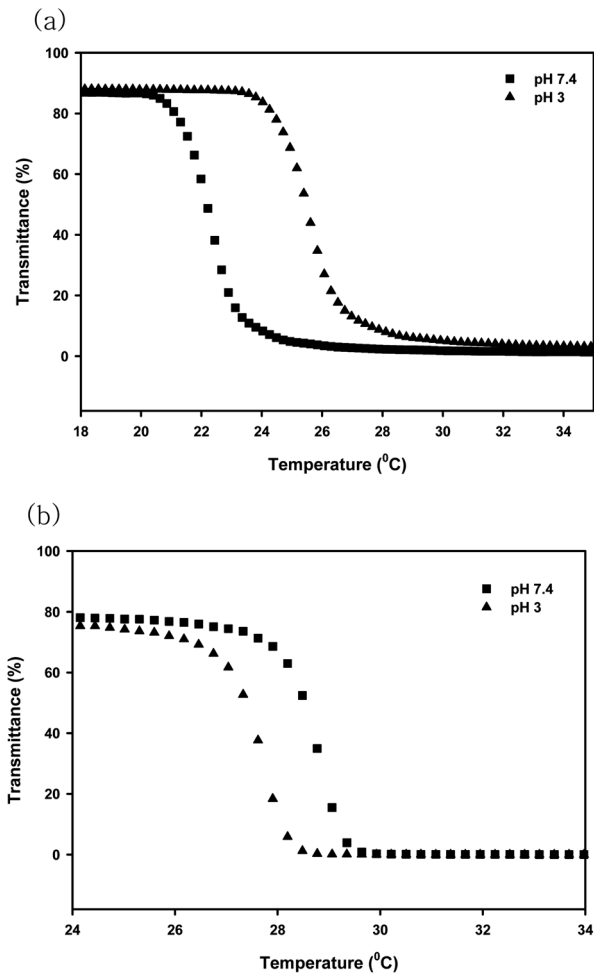 (a)
100
80
60
40
20
0
Transmittance (%)
pH 7.4
pH 3
18 20 22 24 26 28 30 32 34
Temperature (⁰C)
(b)
100
80
60
40
20
0
Transmittance (%)
pH 7.4
pH 3
24 26 28 30 32 34
Temperature (⁰C)